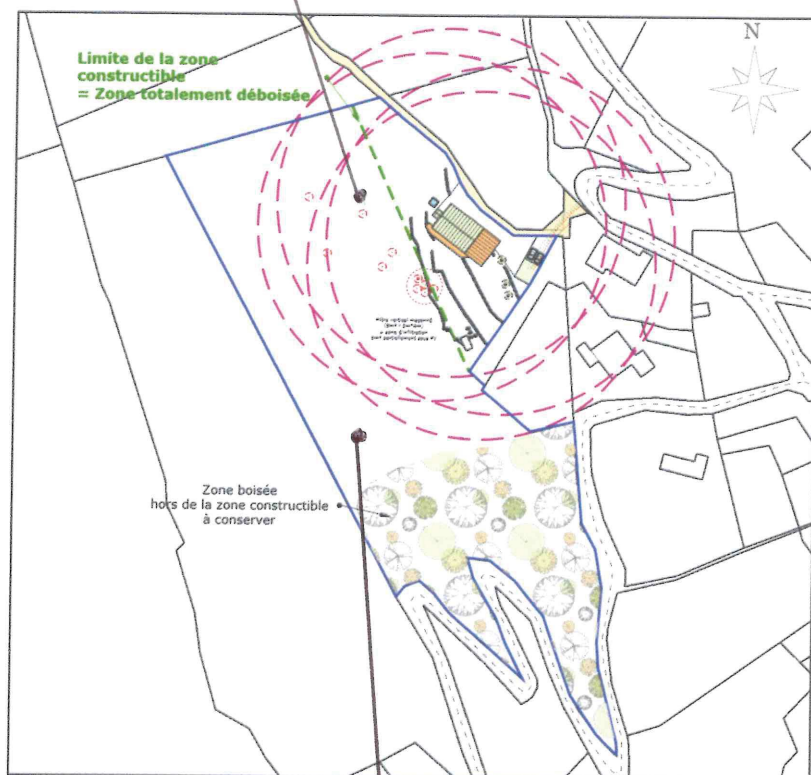 Limite de la zone
constructible
= Zone totalement déboisée
N
Zone boisée
hors de la zone constructible
à conserver